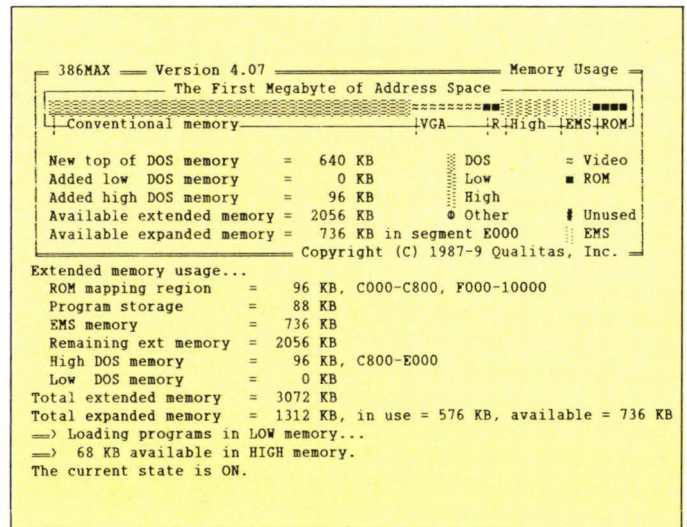 386MAX Version 4.07 Memory Usage
The First Megabyte of Address Space
Conventional memory VGA R High EMS ROM
New top of DOS memory = 640 KB DOS Video
Added low DOS memory = 0 KB Low ROM
Added high DOS memory = 96 KB High
Available extended memory = 2056 KB Other Unused
Available expanded memory = 736 KB in segment E000 EMS
Copyright (C) 1987-9 Qualitas, Inc.
Extended memory usage...
ROM mapping region = 96 KB, C000-C800, F000-10000
Program storage = 88 KB
EMS memory = 736 KB
Remaining ext memory = 2056 KB
High DOS memory = 96 KB, C800-E000
Low DOS memory = 0 KB
Total extended memory = 3072 KB
Total expanded memory = 1312 KB, in use = 576 KB, available = 736 KB
==> Loading programs in LOW memory...
==> 68 KB available in HIGH memory.
The current state is ON.